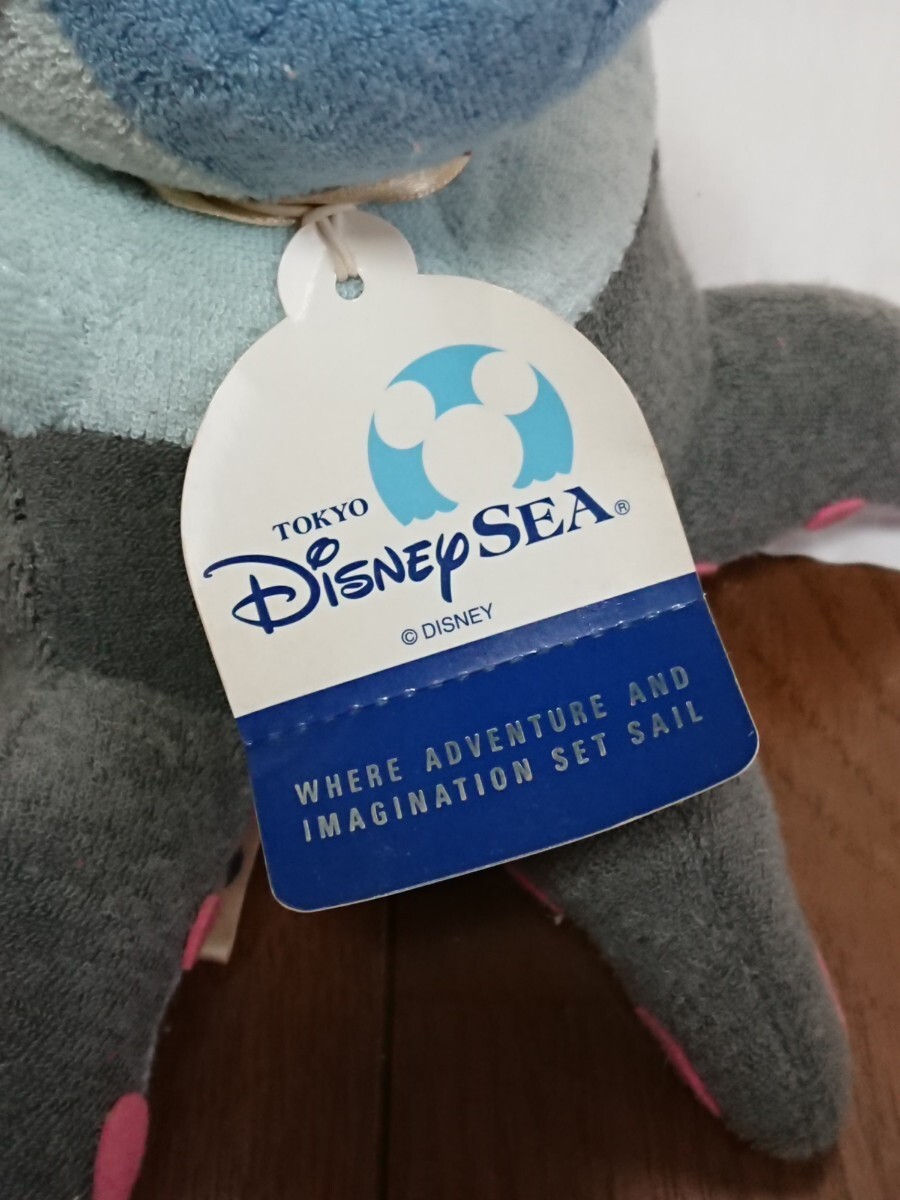 TOKYO
DISNEYSEA®
© DISNEY
WHERE ADVENTURE AND
IMAGINATION SET SAIL